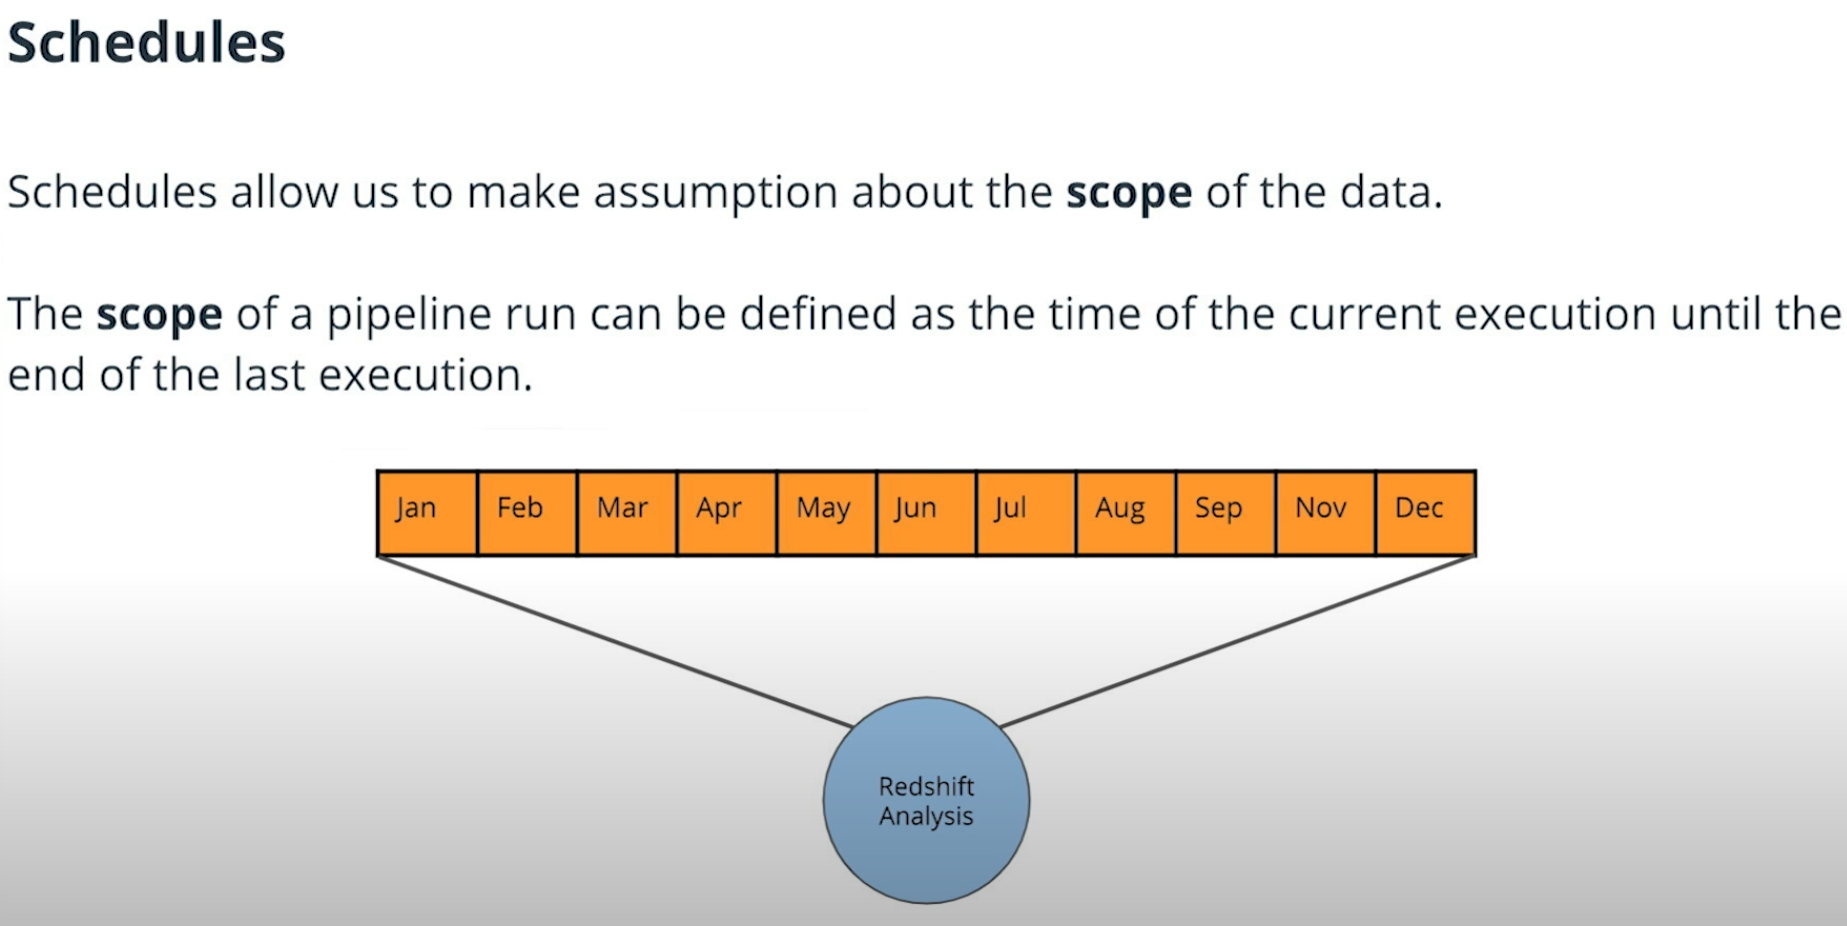 Schedules
Schedules allow us to make assumption about the scope of the data.
The scope of a pipeline run can be defined as the time of the current execution until the
end of the last execution.
Jan Feb Mar Apr May Jun Jul Aug Sep Nov Dec
Redshift
Analysis